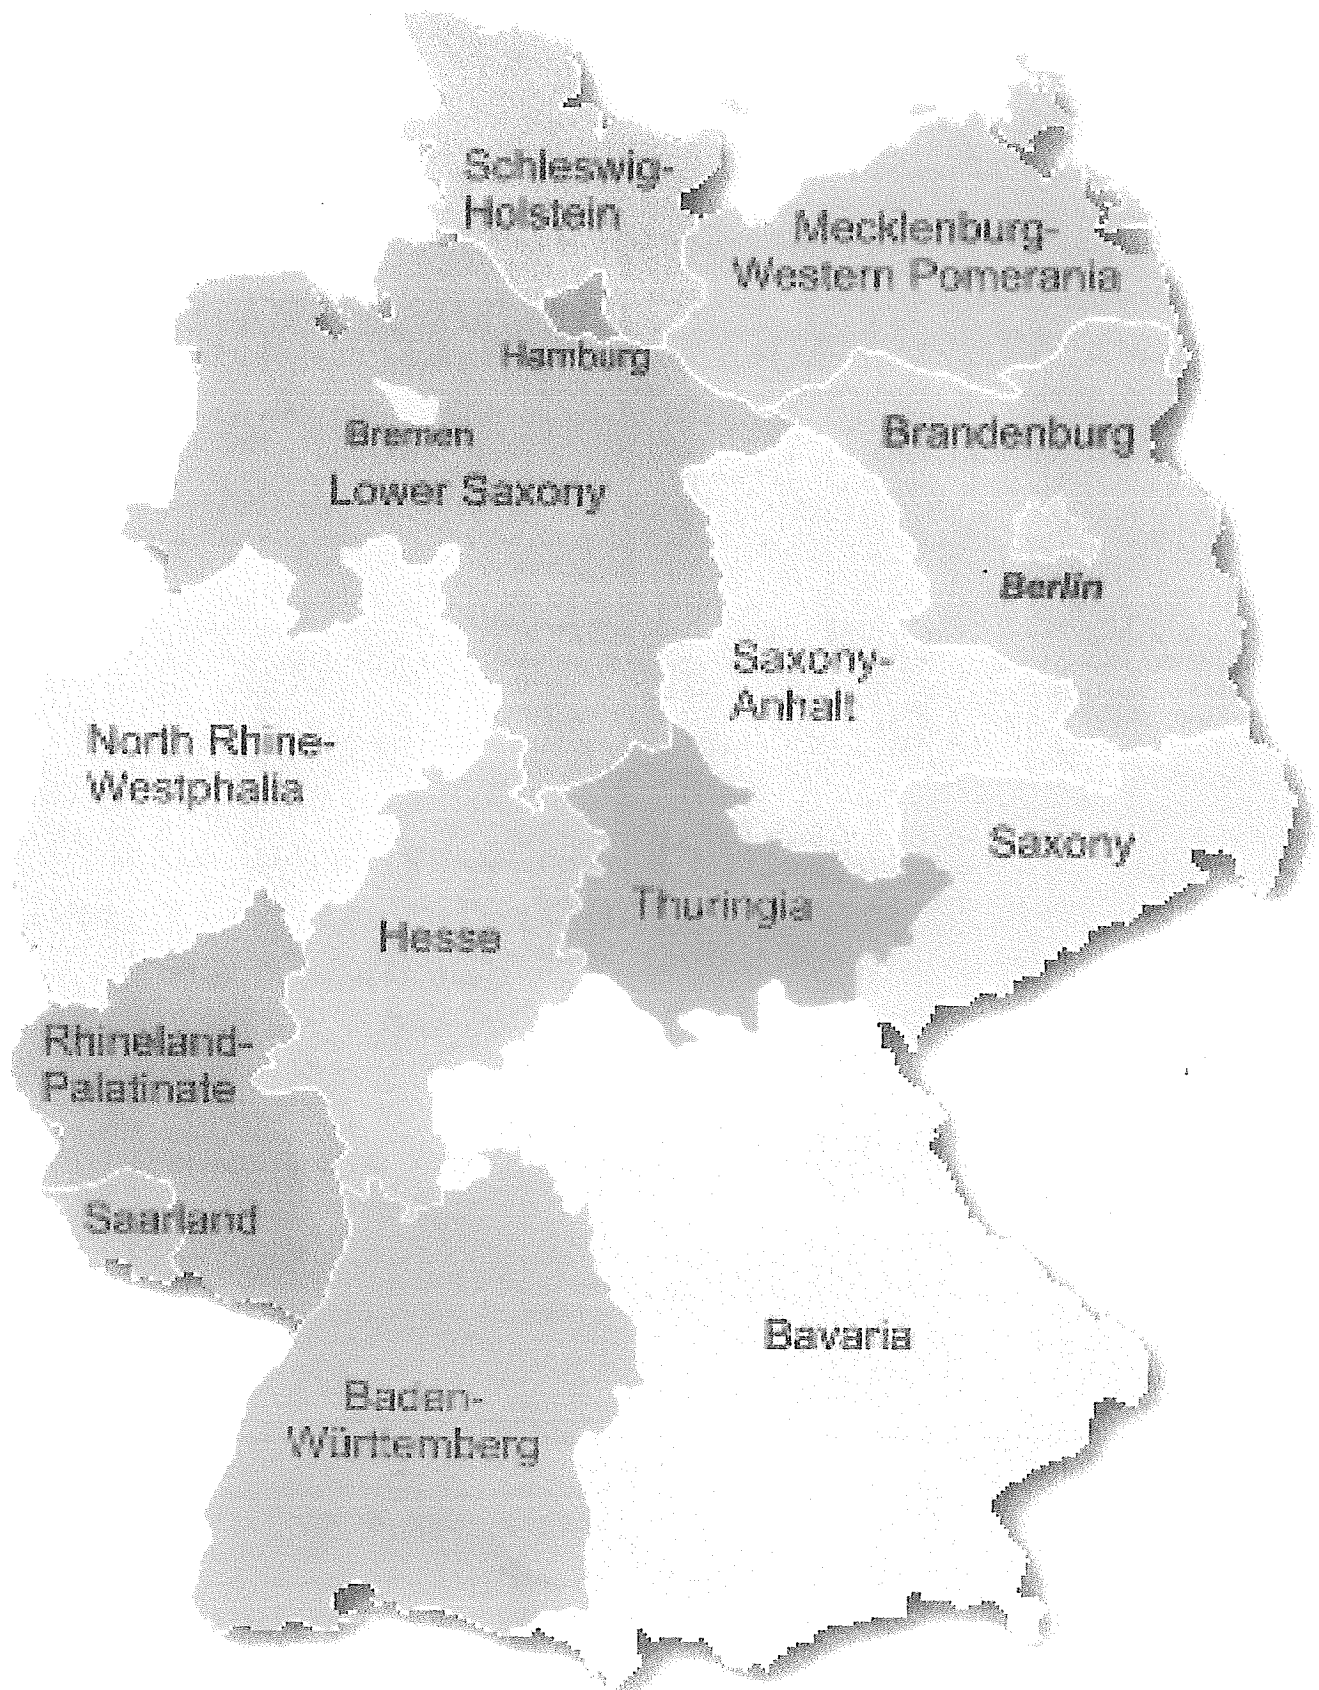 Schleswig-
Holstein
Mecklenburg-
Western Pomerania
Hamburg
Bremen
Brandenburg
Lower Saxony
Berlin
Saxony-
Anhalt
North Rhine-
Westphalia
Saxony
Thuringia
Hesse
Rhineland-
Palatinate
Saarland
Bavaria
Baden-
Württemberg